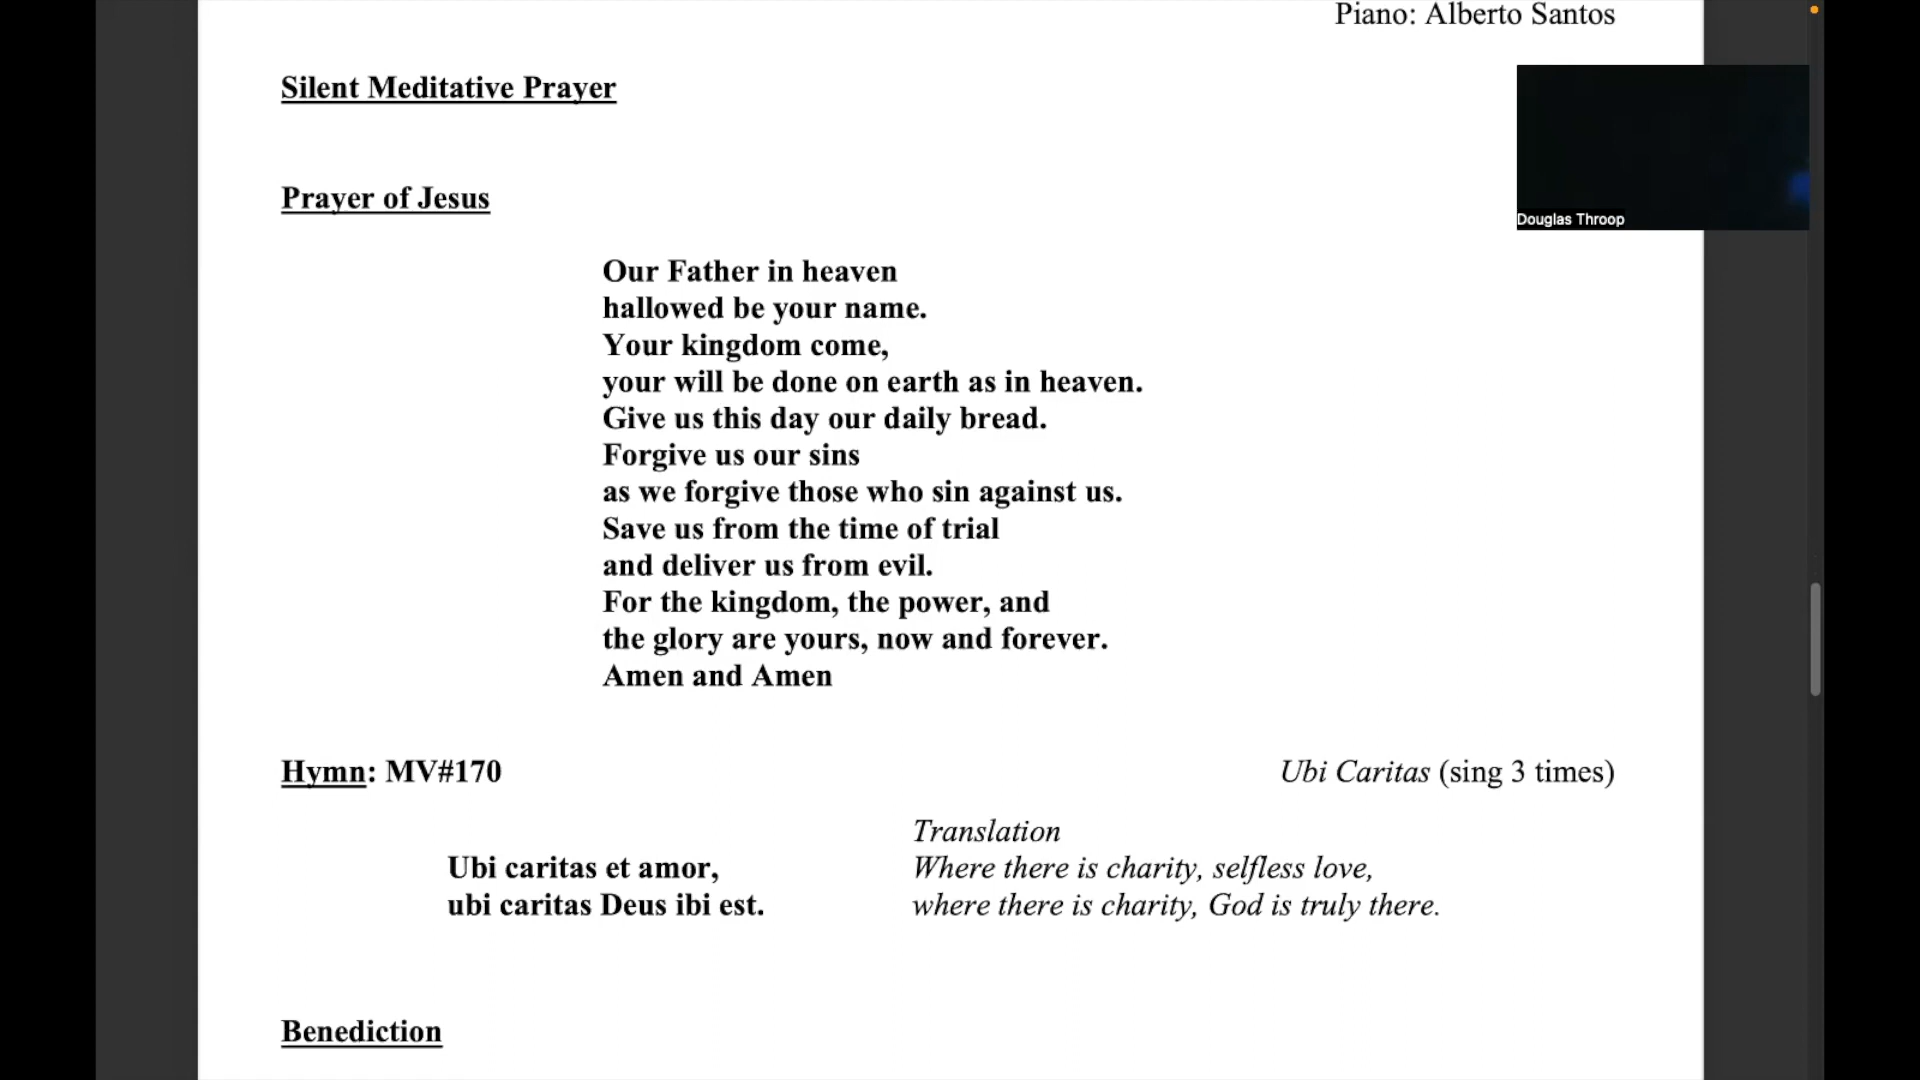 Piano: Alberto Santos
Silent Meditative Prayer
Douglas Throop
Prayer of Jesus
Our Father in heaven
hallowed be your name.
Your kingdom come,
your will be done on earth as in heaven.
Give us this day our daily bread.
Forgive us our sins
as we forgive those who sin against us.
Save us from the time of trial
and deliver us from evil.
For the kingdom, the power, and
the glory are yours, now and forever.
Amen and Amen
Hymn: MV#170 Ubi Caritas (sing 3 times)
Translation
Ubi caritas et amor, Where there is charity, selfless love,
ubi caritas Deus ibi est. where there is charity, God is truly there.
Benediction